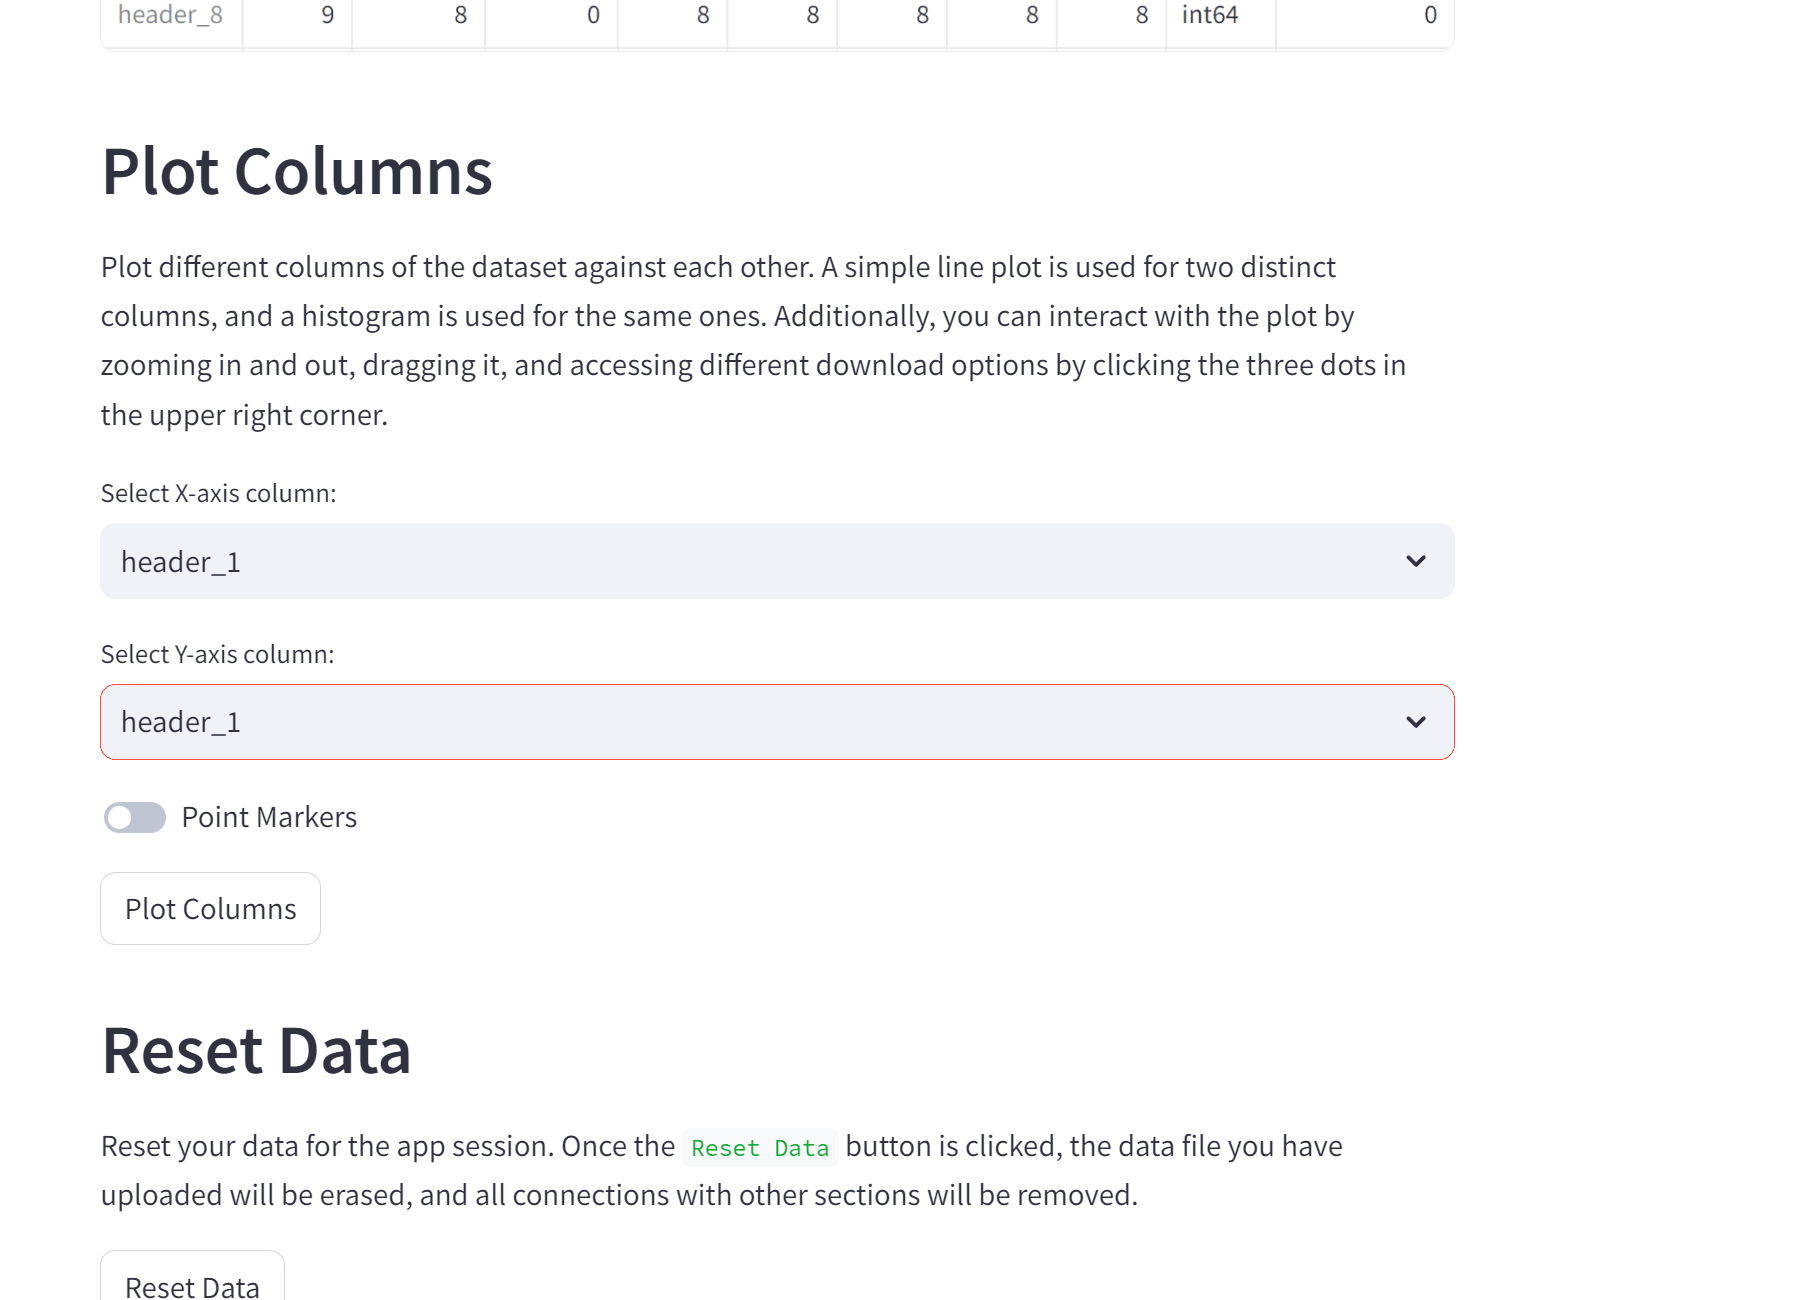 header_8 9 8 0 8 8 8 8 8 int64 0
Plot Columns
Plot different columns of the dataset against each other. A simple line plot is used for two distinct
columns, and a histogram is used for the same ones. Additionally, you can interact with the plot by
zooming in and out, dragging it, and accessing different download options by clicking the three dots in
the upper right corner.
Select X-axis column:
header_1
Select Y-axis column:
header_1
Point Markers
Plot Columns
Reset Data
Reset your data for the app session. Once the Reset Data button is clicked, the data file you have
uploaded will be erased, and all connections with other sections will be removed.
Reset Data